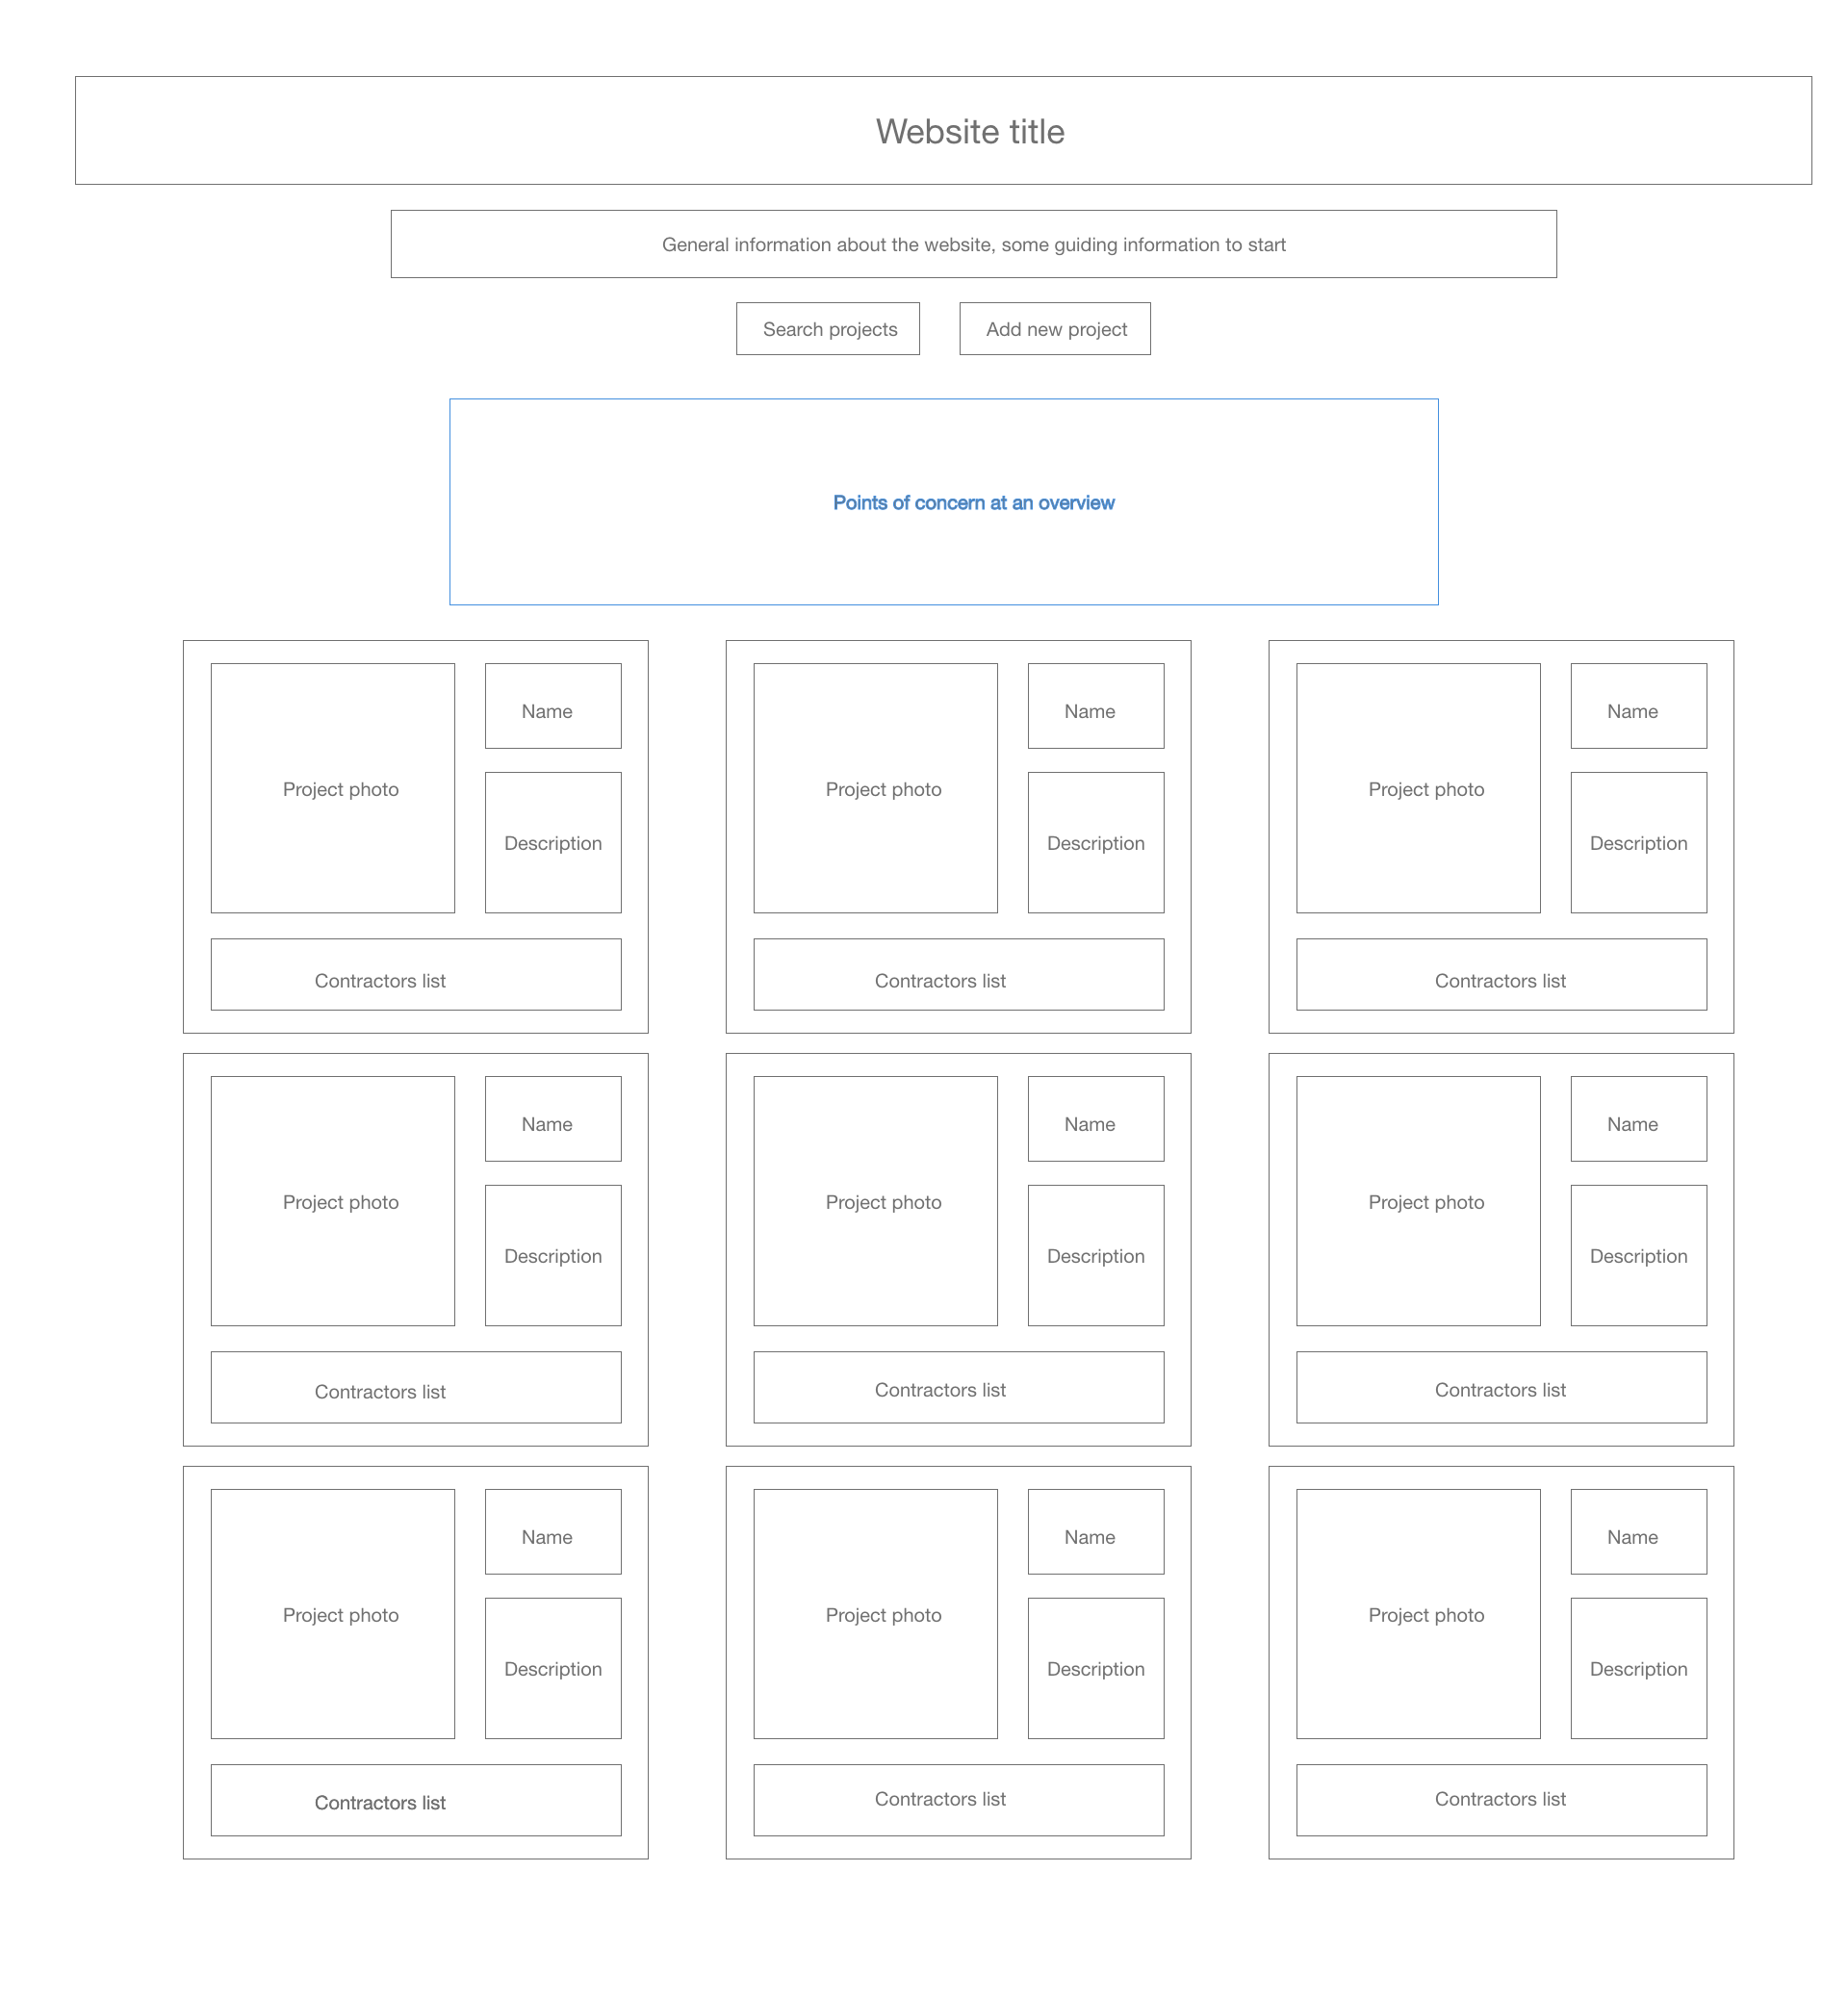 Website title
General information about the website, some guiding information to start
Search projects
Add new project
Points of concern at an overview
Project photo
Name
Description
Contractors list
Project photo
Name
Description
Contractors list
Project photo
Name
Description
Contractors list
Project photo
Name
Description
Contractors list
Project photo
Name
Description
Contractors list
Project photo
Name
Description
Contractors list
Project photo
Name
Description
Contractors list
Project photo
Name
Description
Contractors list
Project photo
Name
Description
Contractors list